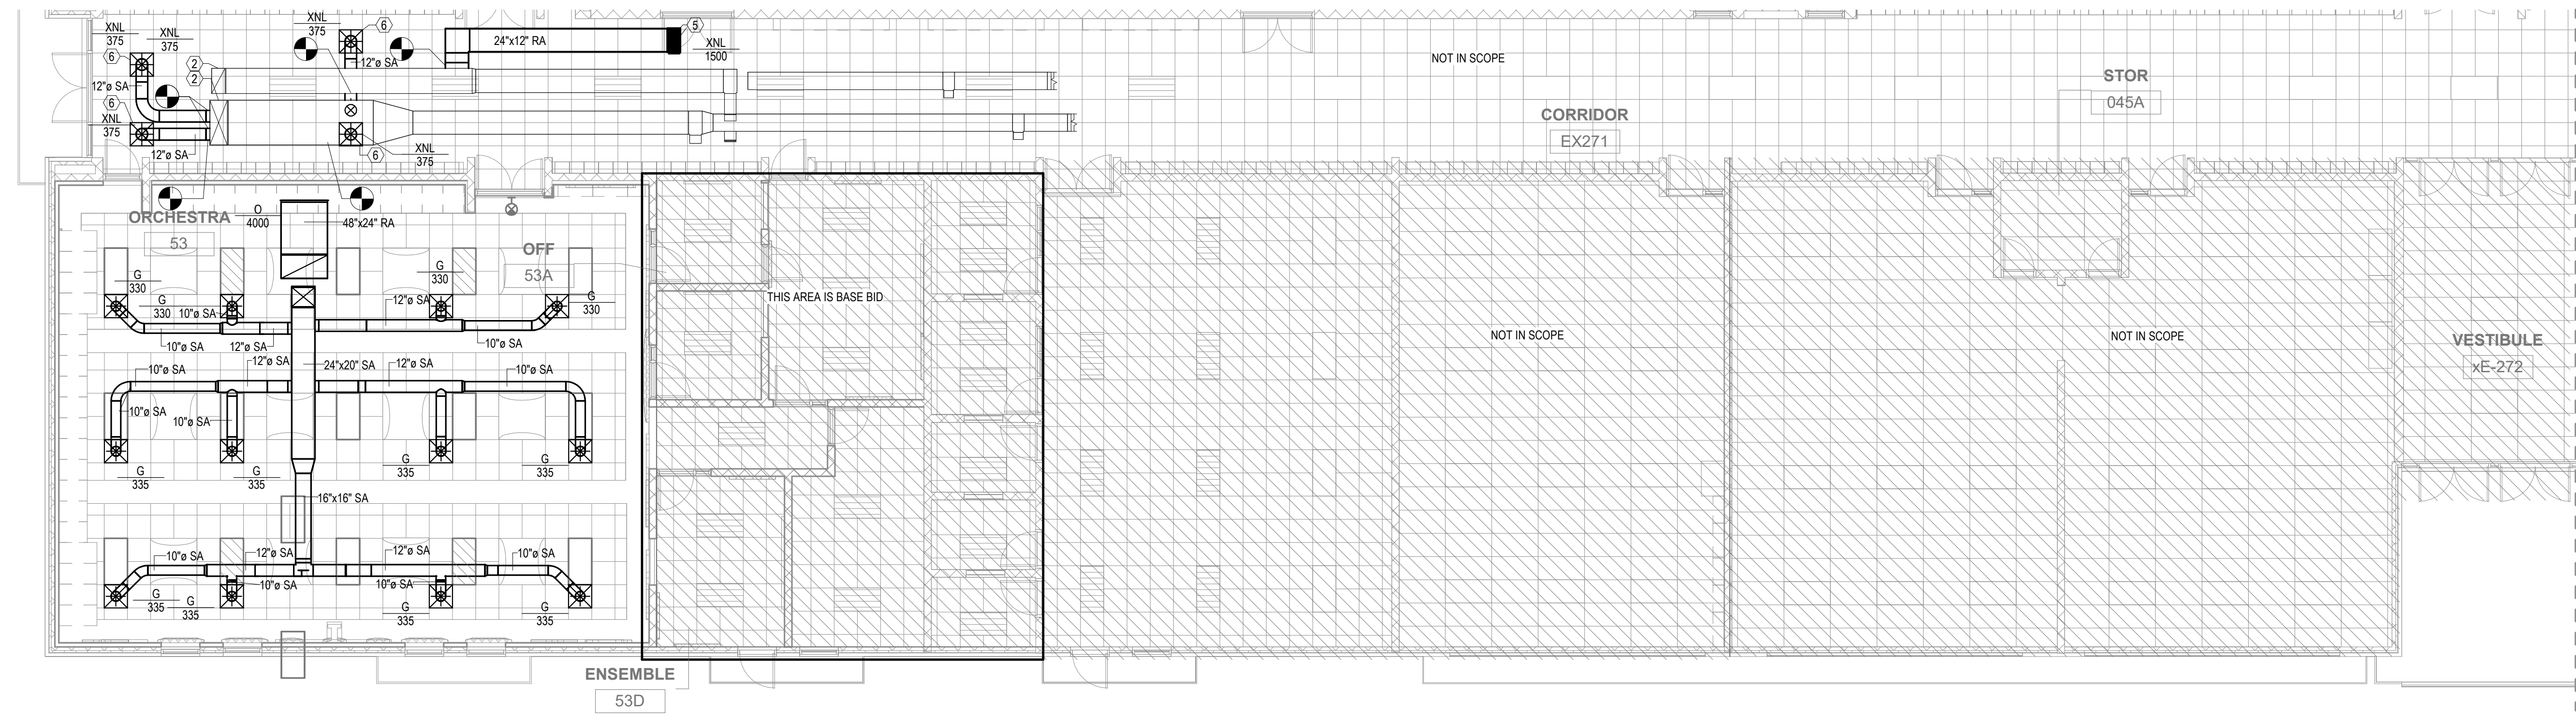 XNL
375
6
XNL
375
XNL
375
6
24"x12" RA
5
XNL
1500
2
2
12"ø SA
12"ø SA
6
XNL
375
12"ø SA
6
XNL
375
NOT IN SCOPE
CORRIDOR
EX271
STOR
045A
ORCHESTRA
53
O
4000
48"x24" RA
OFF
53A
G
330
G
330
10"ø SA
G
330
12"ø SA
G
330
10"ø SA
12"ø SA
10"ø SA
THIS AREA IS BASE BID
NOT IN SCOPE
NOT IN SCOPE
VESTIBULE
xE-272
10"ø SA
12"ø SA
24"x20" SA
12"ø SA
10"ø SA
10"ø SA
10"ø SA
G
335
G
335
G
335
G
335
16"x16" SA
10"ø SA
12"ø SA
12"ø SA
10"ø SA
10"ø SA
10"ø SA
G
335
G
335
G
335
G
335
ENSEMBLE
53D